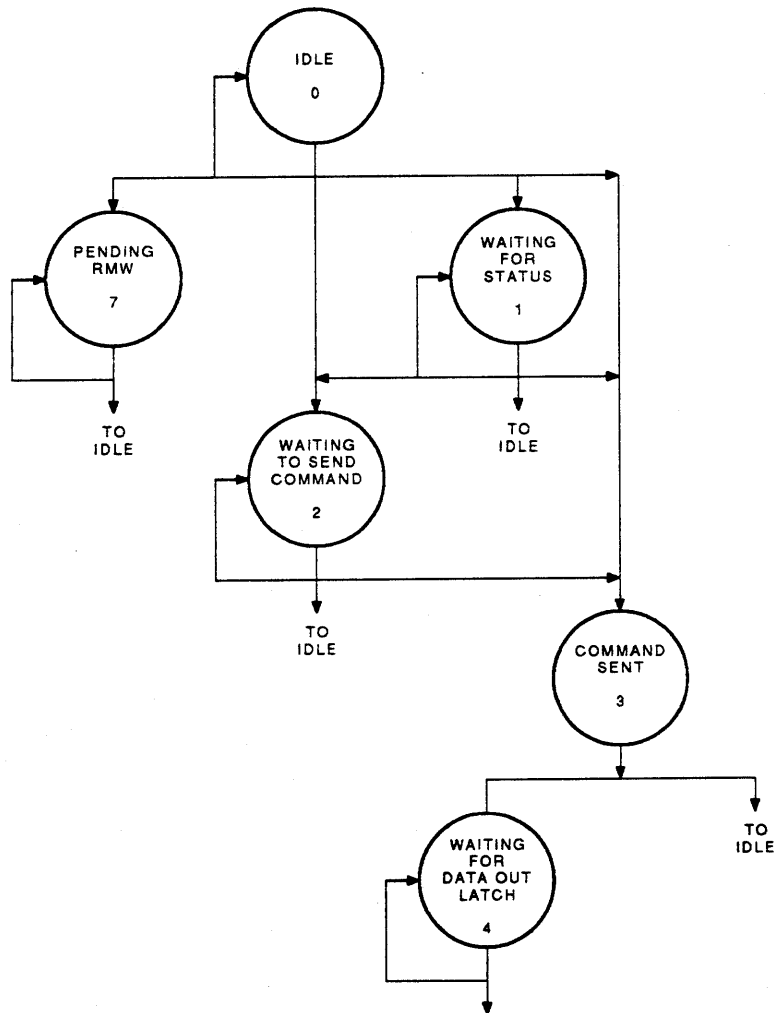 IDLE
0
PENDING
RMW
7
WAITING
FOR
STATUS
1
TO
IDLE
TO
IDLE
WAITING
TO SEND
COMMAND
2
TO
IDLE
COMMAND
SENT
3
TO
IDLE
WAITING
FOR
DATA OUT
LATCH
4